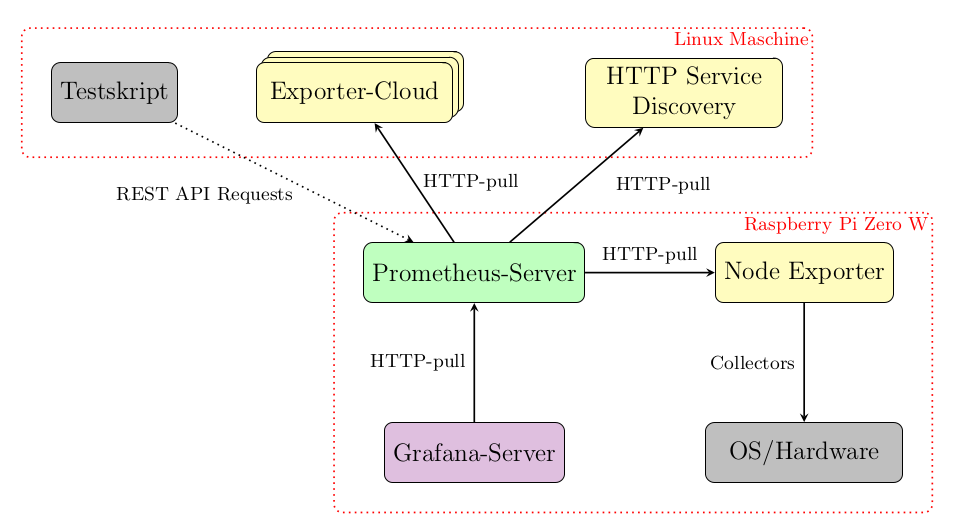 Linux Maschine
Testskript
Exporter-Cloud
HTTP Service
Discovery
HTTP-pull
HTTP-pull
REST API Requests
Raspberry Pi Zero W
HTTP-pull
Prometheus-Server
Node Exporter
HTTP-pull
Collectors
Grafana-Server
OS/Hardware